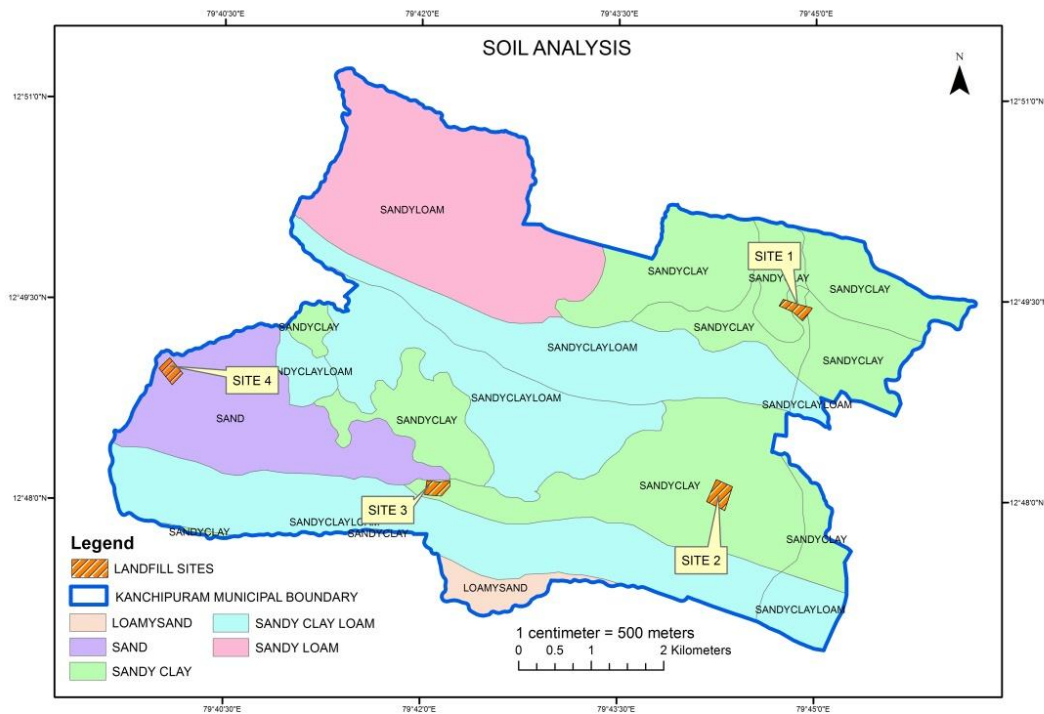 79°40'30"E 79°42'0"E 79°43'30"E 79°45'0"E
SOIL ANALYSIS
N
12°51'0"N 12°51'0"N
SANDYLOAM
SITE 1
SANDYCLAY
SANDYCLAY
12°49'30"N 12°49'30"N
SANDYCLAY
SANDYCLAY
SANDYCLAYLOAM
SANDYCLAY
SITE 4
SANDYCLAYLOAM
SAND
SANDYCLAY
SANDYCLAYLOAM
SANDYCLAY
SITE 3
12°48'0"N 12°48'0"N
SANDYCLAY
SANDYCLAY
SANDYCLAY
SANDYCLAY
SITE 2
LOAMYSAND
SANDYCLAYLOAM
Legend
LANDFILL SITES
KANCHIPURAM MUNICIPAL BOUNDARY
LOAMYSAND
SAND
SANDY CLAY
SANDY CLAY LOAM
SANDY LOAM
1 centimeter = 500 meters
0 0.5 1 2 Kilometers
79°40'30"E 79°42'0"E 79°43'30"E 79°45'0"E